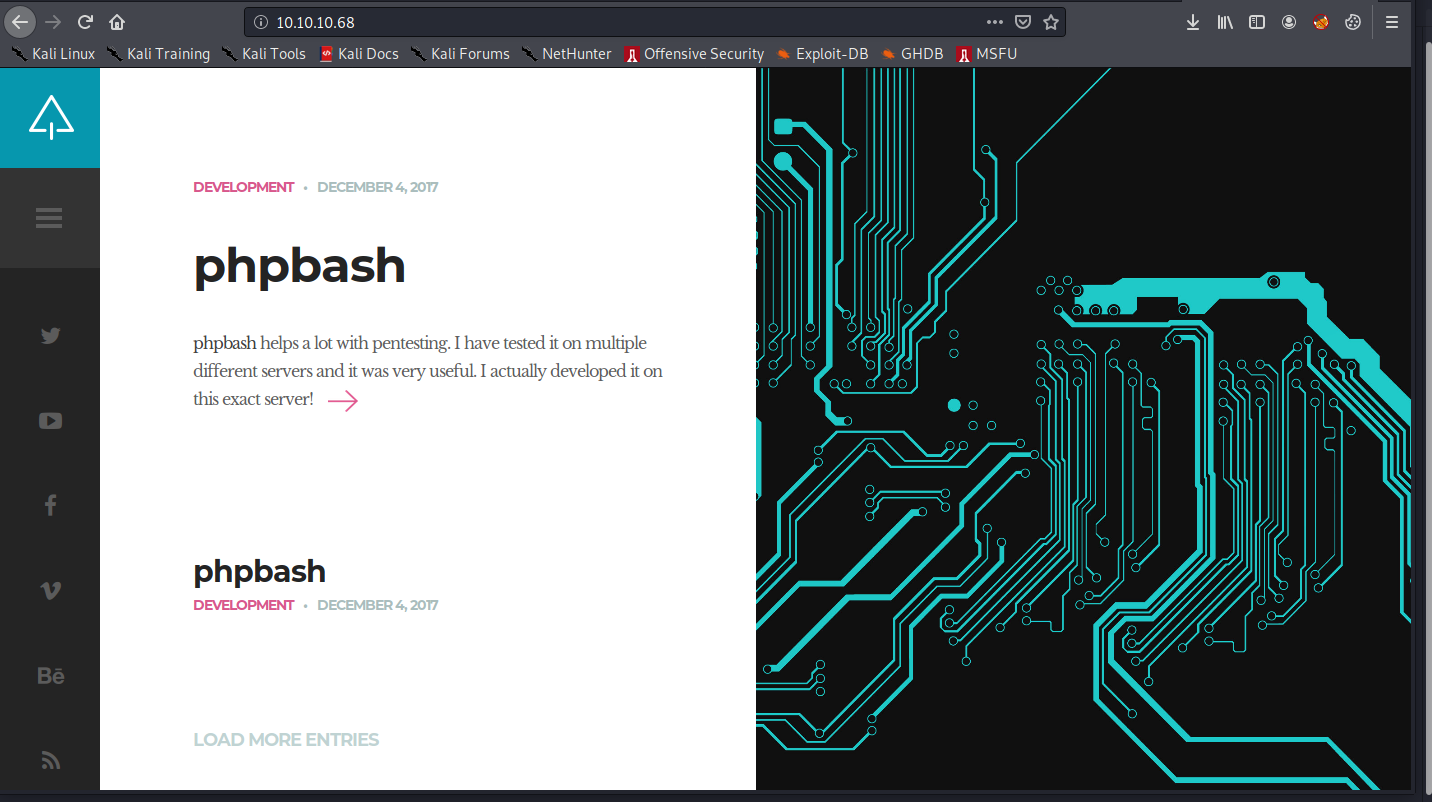 10.10.10.68
Kali Linux Kali Training Kali Tools Kali Docs Kali Forums NetHunter Offensive Security Exploit-DB GHDB MSFU
DEVELOPMENT • DECEMBER 4, 2017
phpbash
phpbash helps a lot with pentesting. I have tested it on multiple
different servers and it was very useful. I actually developed it on
this exact server!
phpbash
DEVELOPMENT • DECEMBER 4, 2017
Bē
LOAD MORE ENTRIES